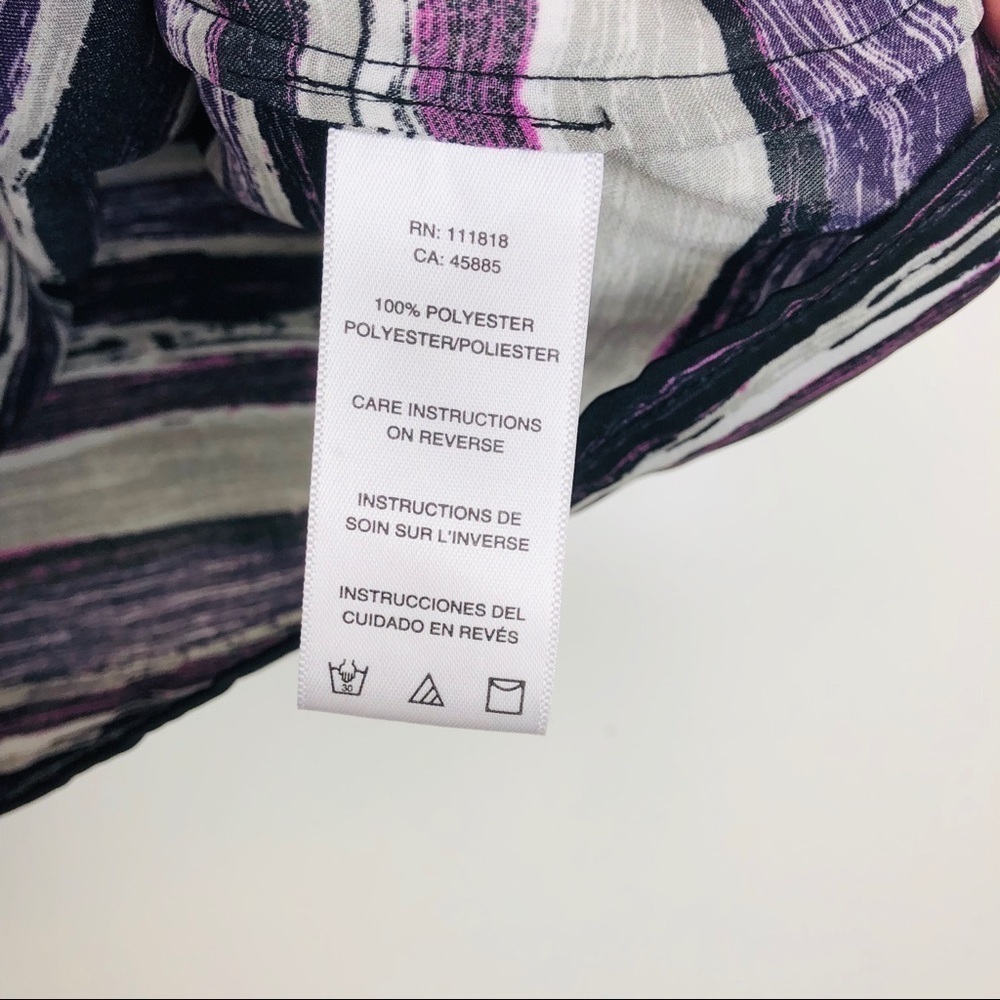 RN: 111818
CA: 45885
100% POLYESTER
POLYESTER/POLIESTER
CARE INSTRUCTIONS
ON REVERSE
INSTRUCTIONS DE
SOIN SUR L'INVERSE
INSTRUCCIONES DEL
CUIDADO EN REVÉS
30